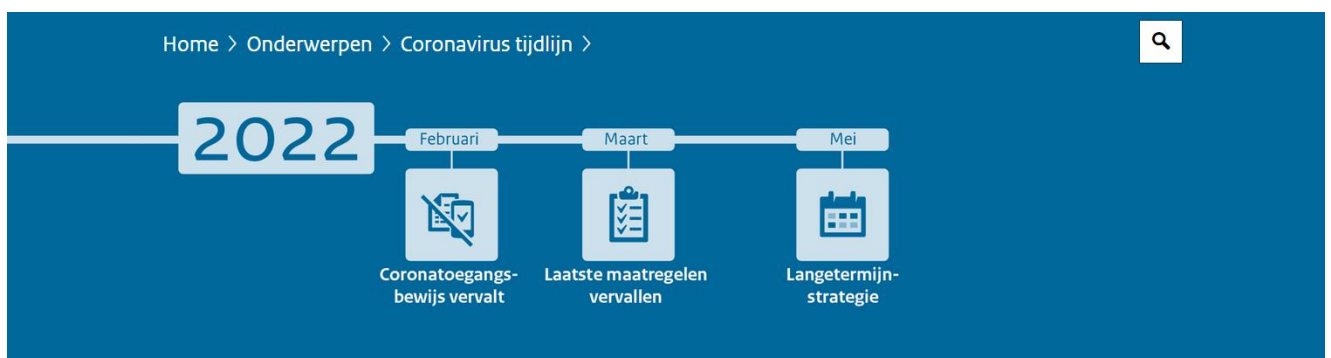 Home > Onderwerpen > Coronavirus tijdlijn >
2022
Februari
Maart
Mei
Coronatoegangs-
bewijs vervalt
Laatste maatregelen
vervallen
Langetermijn-
strategie